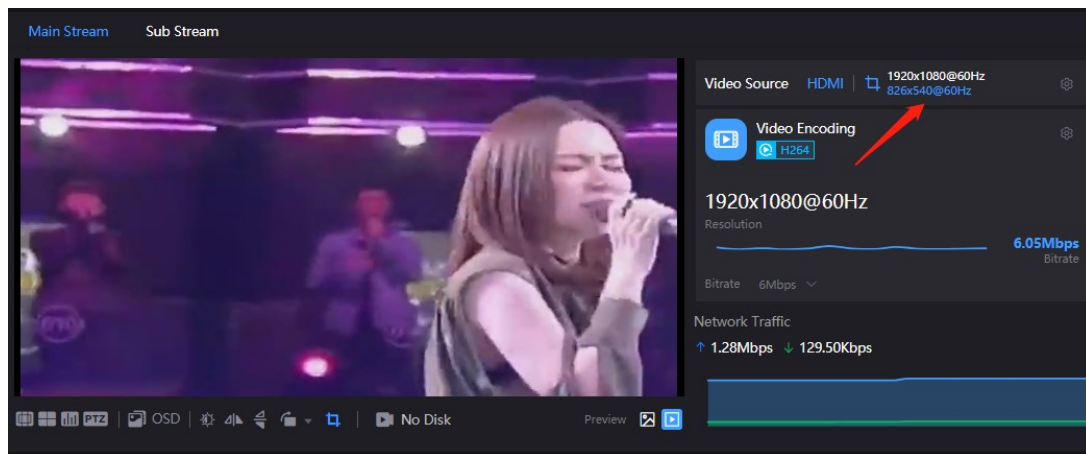 Main Stream Sub Stream
Video Source HDMI 1920x1080@60Hz
826x540@60Hz
Video Encoding
H264
1920x1080@60Hz
Resolution
6.05Mbps
Bitrate
Bitrate 6Mbps
Network Traffic
↑ 1.28Mbps ↓ 129.50Kbps
PTZ OSD No Disk Preview